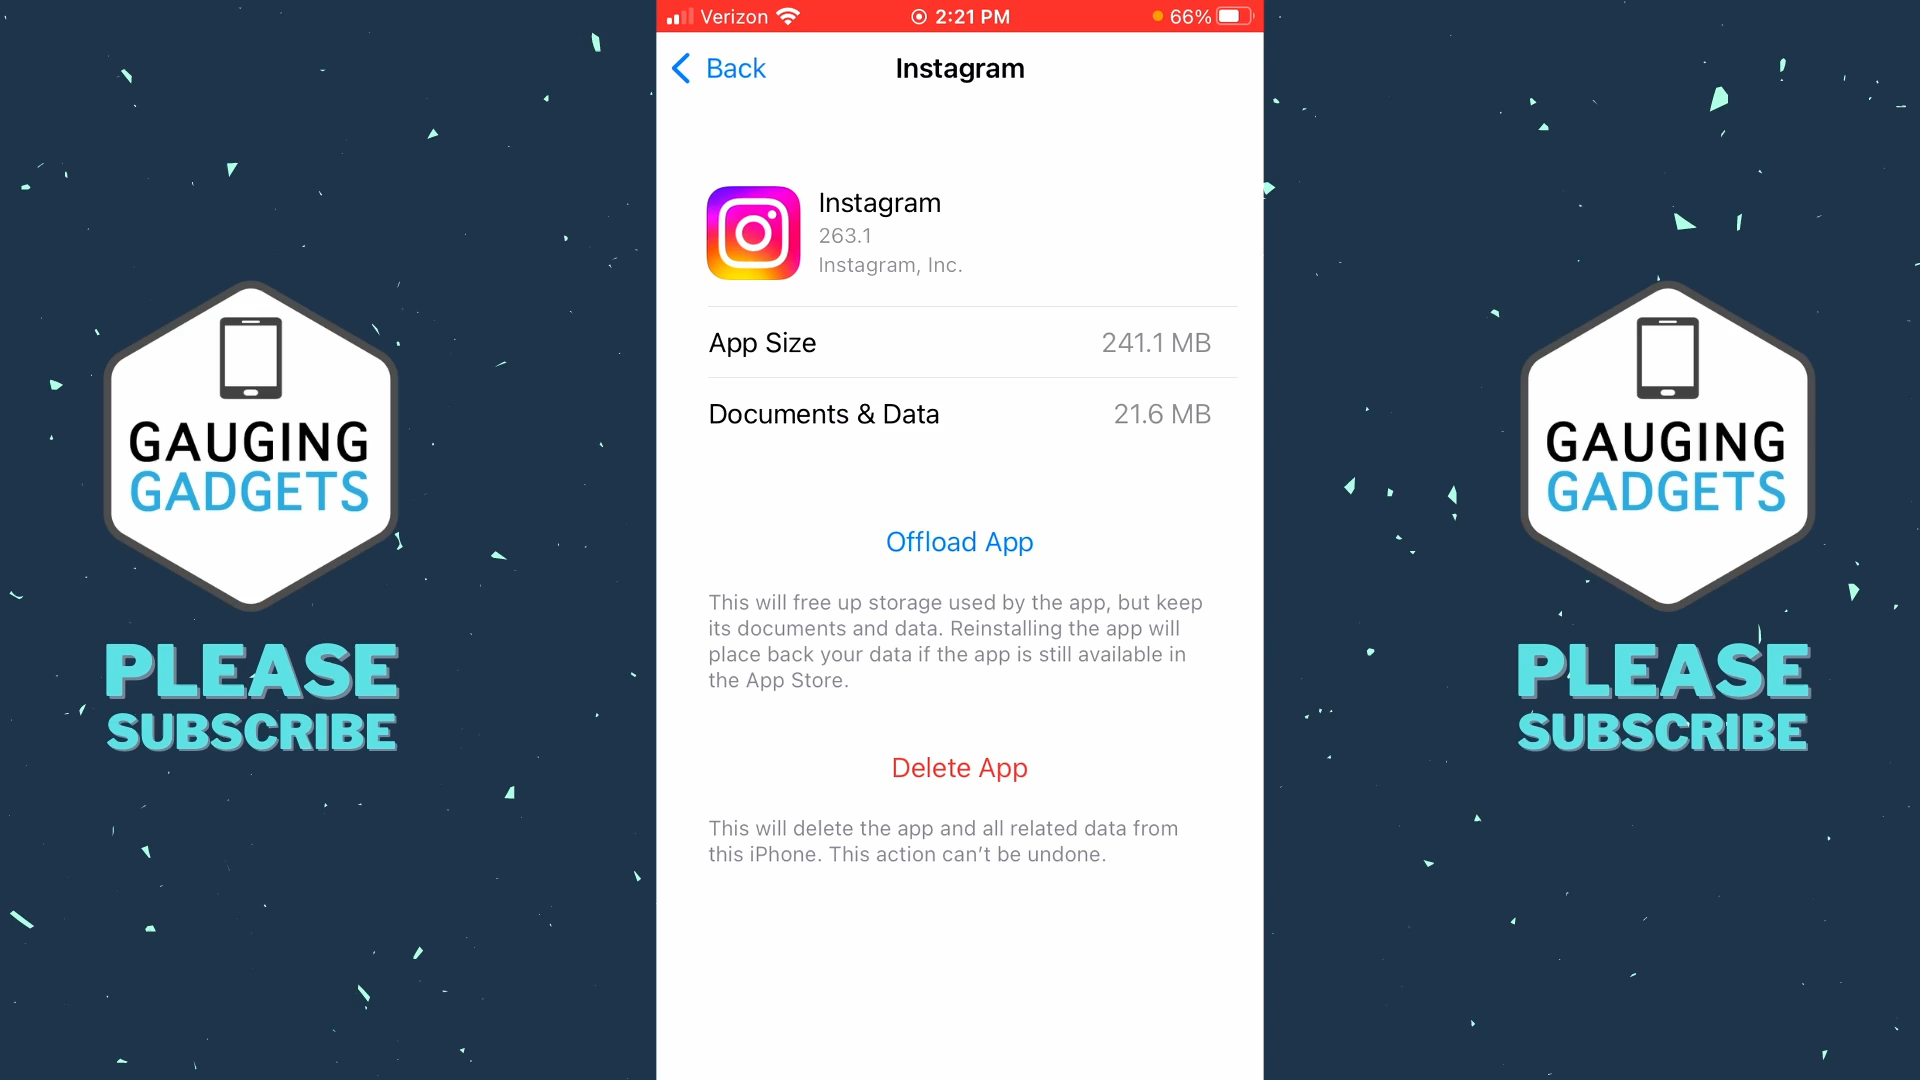 Verizon 2:21 PM 66%
Back Instagram
Instagram
263.1
Instagram, Inc.
App Size 241.1 MB
Documents & Data 21.6 MB
Offload App
This will free up storage used by the app, but keep
its documents and data. Reinstalling the app will
place back your data if the app is still available in
the App Store.
Delete App
This will delete the app and all related data from
this iPhone. This action can’t be undone.
GAUGING
GADGETS
PLEASE
SUBSCRIBE
GAUGING
GADGETS
PLEASE
SUBSCRIBE